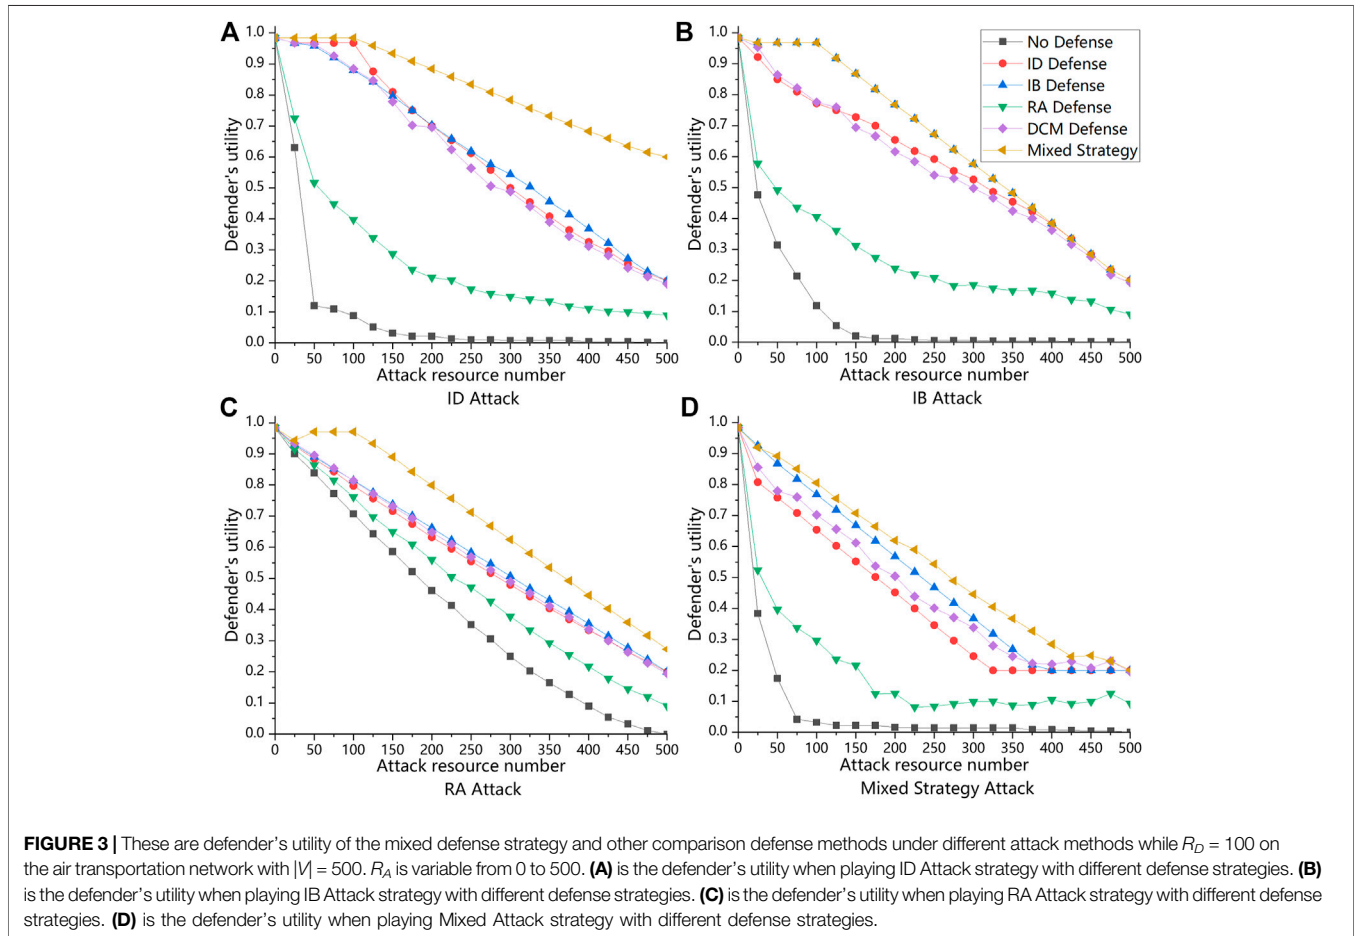 A
1.0
0.9
0.8
0.7
0.6
0.5
0.4
0.3
0.2
0.1
0.0
Defender's utility
0 50 100 150 200 250 300 350 400 450 500
Attack resource number
ID Attack
B
1.0
0.9
0.8
0.7
0.6
0.5
0.4
0.3
0.2
0.1
0.0
Defender's utility
No Defense
ID Defense
IB Defense
RA Defense
DCM Defense
Mixed Strategy
0 50 100 150 200 250 300 350 400 450 500
Attack resource number
IB Attack
C
1.0
0.9
0.8
0.7
0.6
0.5
0.4
0.3
0.2
0.1
0.0
Defender's utility
0 50 100 150 200 250 300 350 400 450 500
Attack resource number
RA Attack
D
1.0
0.9
0.8
0.7
0.6
0.5
0.4
0.3
0.2
0.1
0.0
Defender's utility
0 50 100 150 200 250 300 350 400 450 500
Attack resource number
Mixed Strategy Attack
FIGURE 3 | These are defender's utility of the mixed defense strategy and other comparison defense methods under different attack methods while R_D = 100 on
the air transportation network with |V| = 500. R_A is variable from 0 to 500. (A) is the defender's utility when playing ID Attack strategy with different defense strategies. (B)
is the defender's utility when playing IB Attack strategy with different defense strategies. (C) is the defender's utility when playing RA Attack strategy with different defense
strategies. (D) is the defender's utility when playing Mixed Attack strategy with different defense strategies.